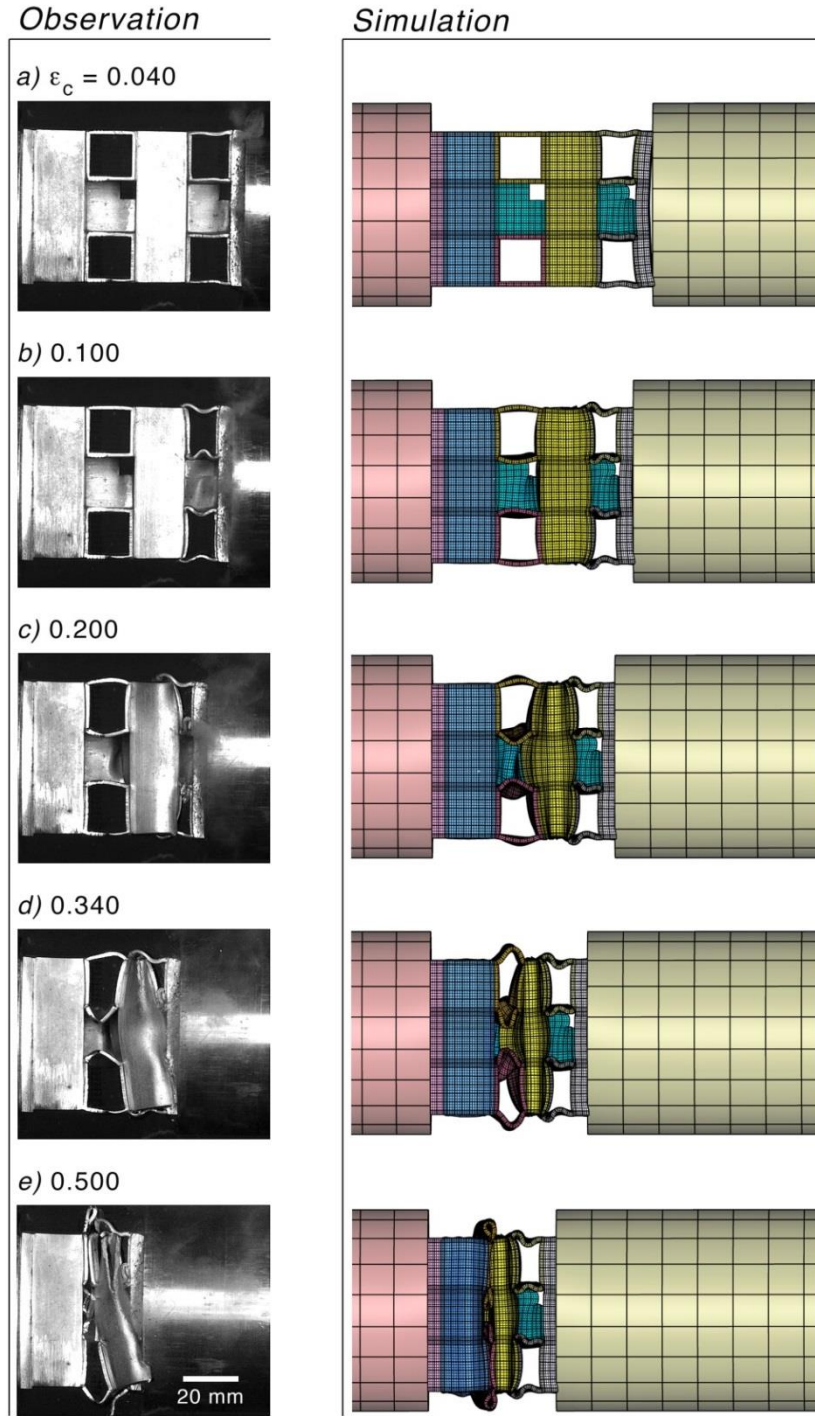 Observation
Simulation
a) εc = 0.040
b) 0.100
c) 0.200
d) 0.340
e) 0.500
20 mm